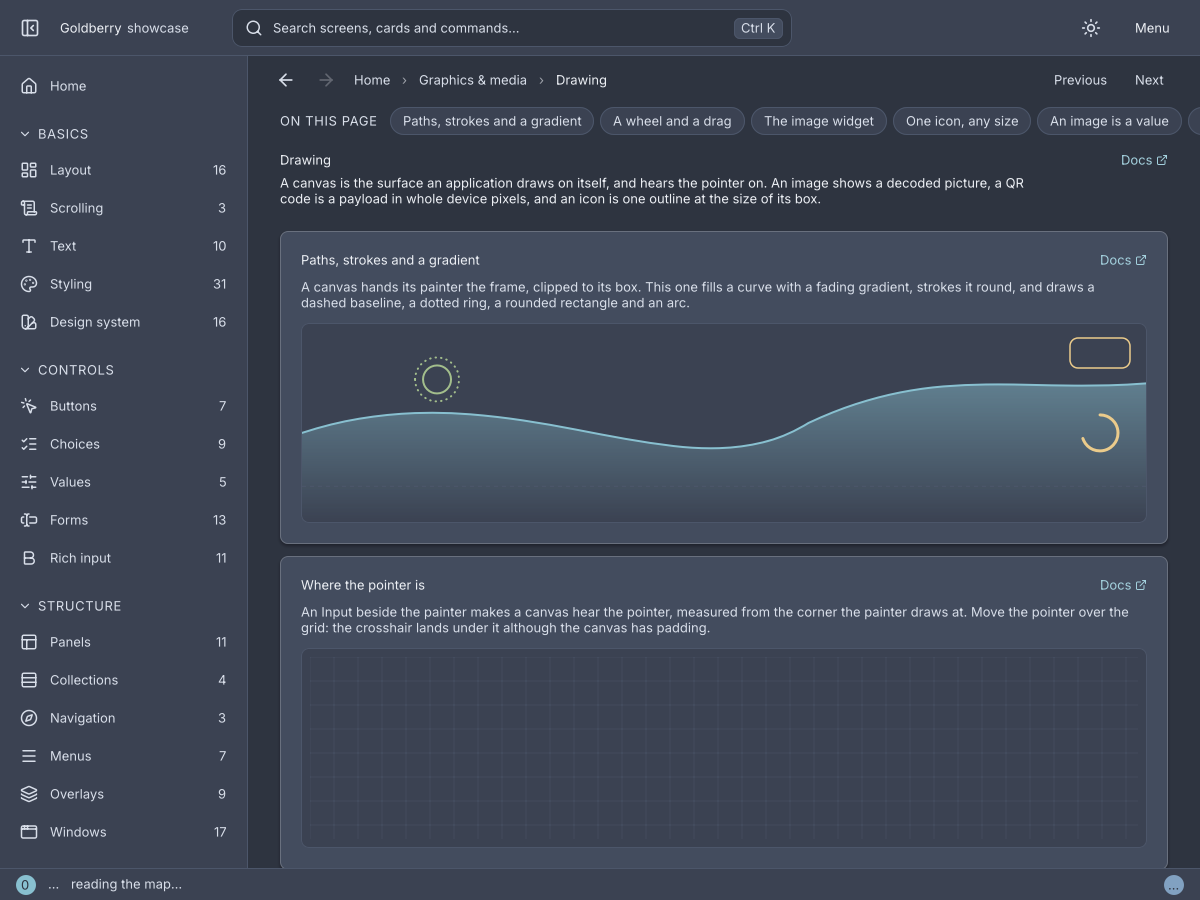 Goldberry showcase
Search screens, cards and commands...
Ctrl K
Menu
Home
BASICS
Layout 16
Scrolling 3
Text 10
Styling 31
Design system 16
CONTROLS
Buttons 7
Choices 9
Values 5
Forms 13
Rich input 11
STRUCTURE
Panels 11
Collections 4
Navigation 3
Menus 7
Overlays 9
Windows 17
Home › Graphics & media › Drawing
Previous Next
ON THIS PAGE
Paths, strokes and a gradient
A wheel and a drag
The image widget
One icon, any size
An image is a value
Drawing
Docs
A canvas is the surface an application draws on itself, and hears the pointer on. An image shows a decoded picture, a QR
code is a payload in whole device pixels, and an icon is one outline at the size of its box.
Paths, strokes and a gradient
Docs
A canvas hands its painter the frame, clipped to its box. This one fills a curve with a fading gradient, strokes it round, and draws a
dashed baseline, a dotted ring, a rounded rectangle and an arc.
Where the pointer is
Docs
An Input beside the painter makes a canvas hear the pointer, measured from the corner the painter draws at. Move the pointer over the
grid: the crosshair lands under it although the canvas has padding.
0 ... reading the map...
...